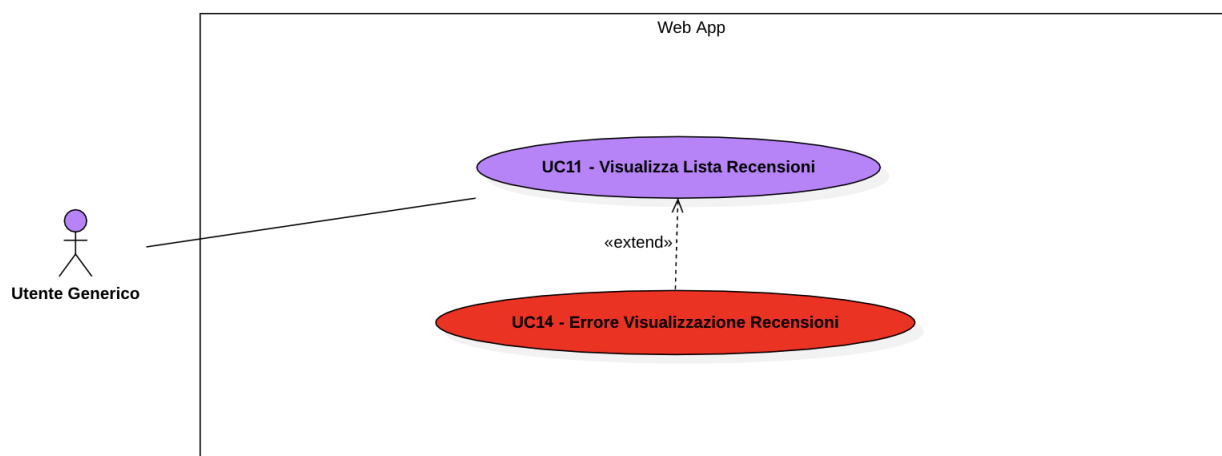 Web App
UC11 - Visualizza Lista Recensioni
«extend»
Utente Generico
UC14 - Errore Visualizzazione Recensioni